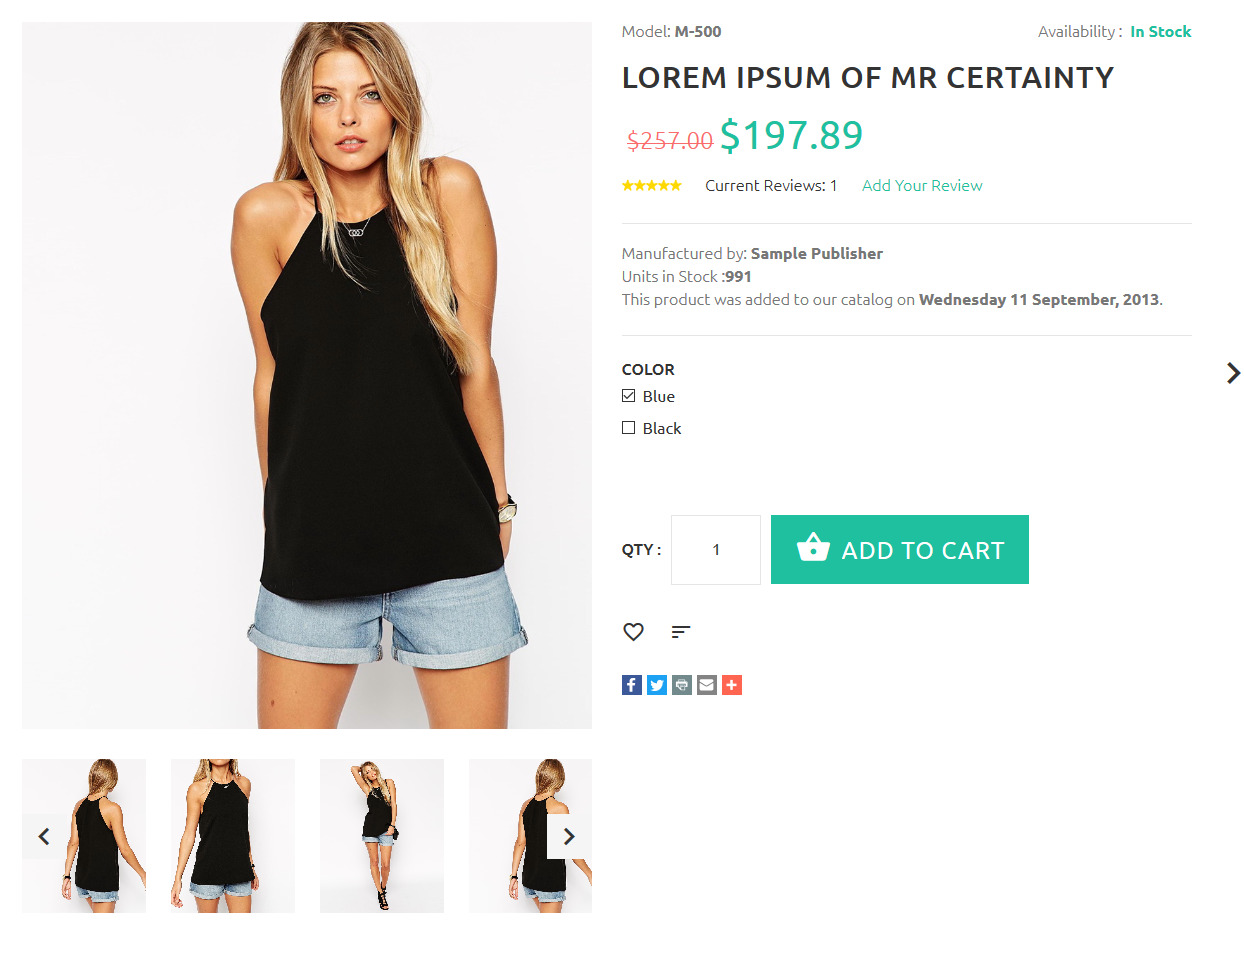 Model: M-500
Availability : In Stock
LOREM IPSUM OF MR CERTAINTY
$257.00 $197.89
Current Reviews: 1 Add Your Review
Manufactured by: Sample Publisher
Units in Stock :991
This product was added to our catalog on Wednesday 11 September, 2013.
COLOR
Blue
Black
QTY : 1 ADD TO CART